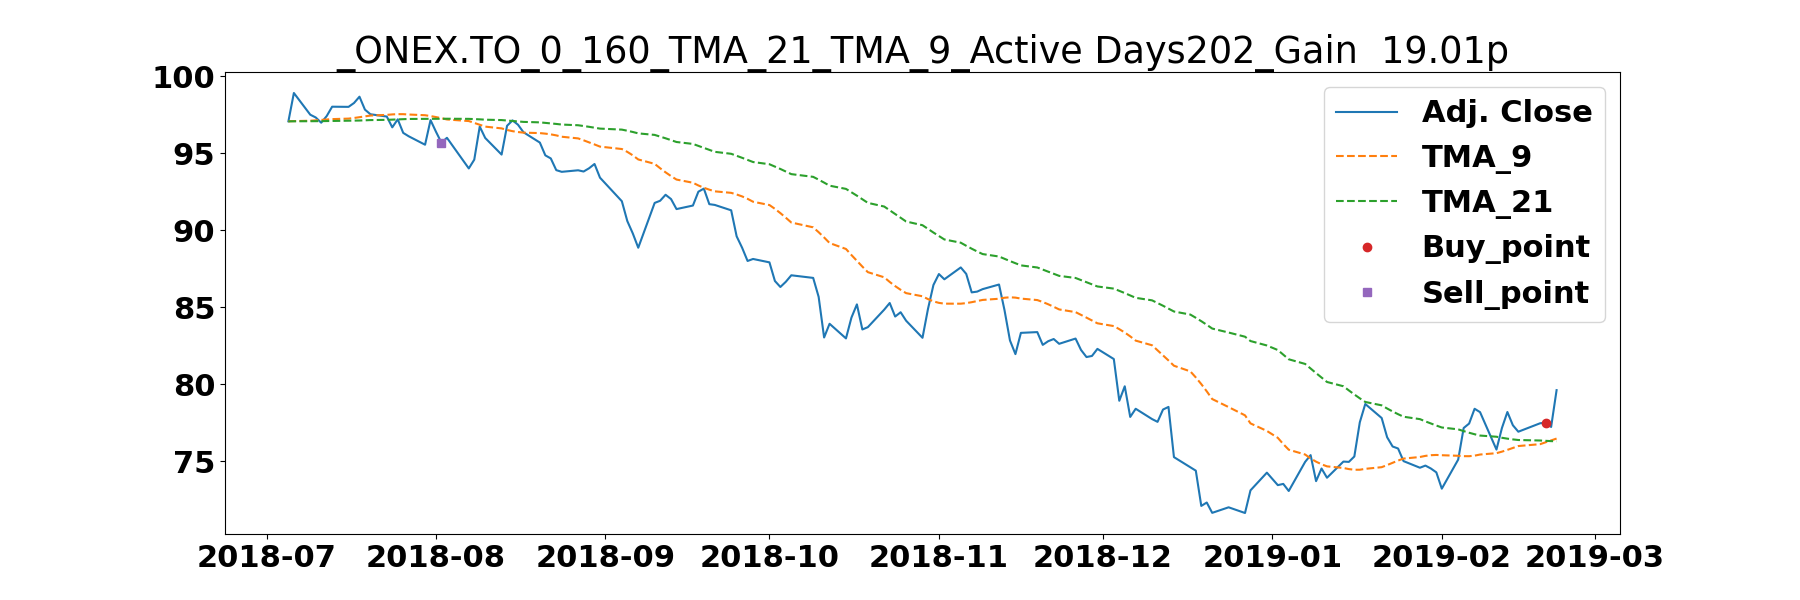 _ONEX.TO_0_160_TMA_21_TMA_9_Active Days202_Gain  19.01p
100
95
90
85
80
75
Adj. Close
TMA_9
TMA_21
Buy_point
Sell_point
2018-07 2018-08 2018-09 2018-10 2018-11 2018-12 2019-01 2019-02 2019-03